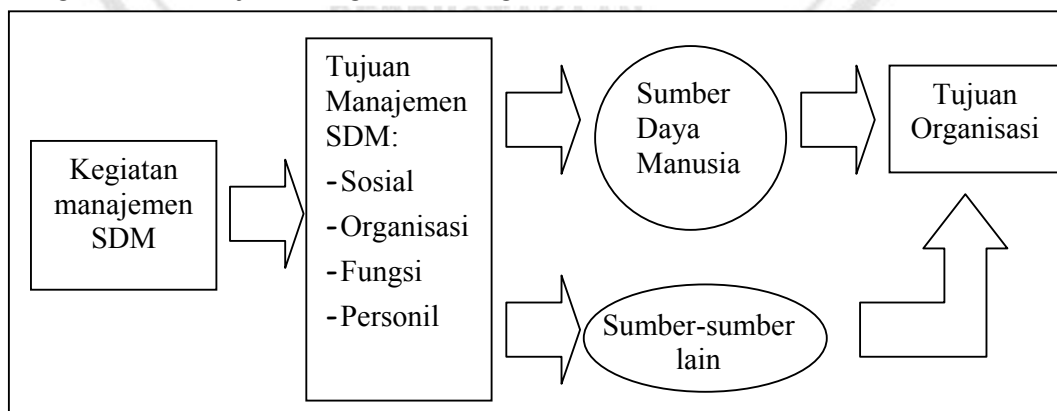 Kegiatan
manajemen
SDM
Tujuan
Manajemen
SDM:
-Sosial
-Organisasi
-Fungsi
-Personil
Sumber
Daya
Manusia
Sumber-sumber
lain
Tujuan
Organisasi